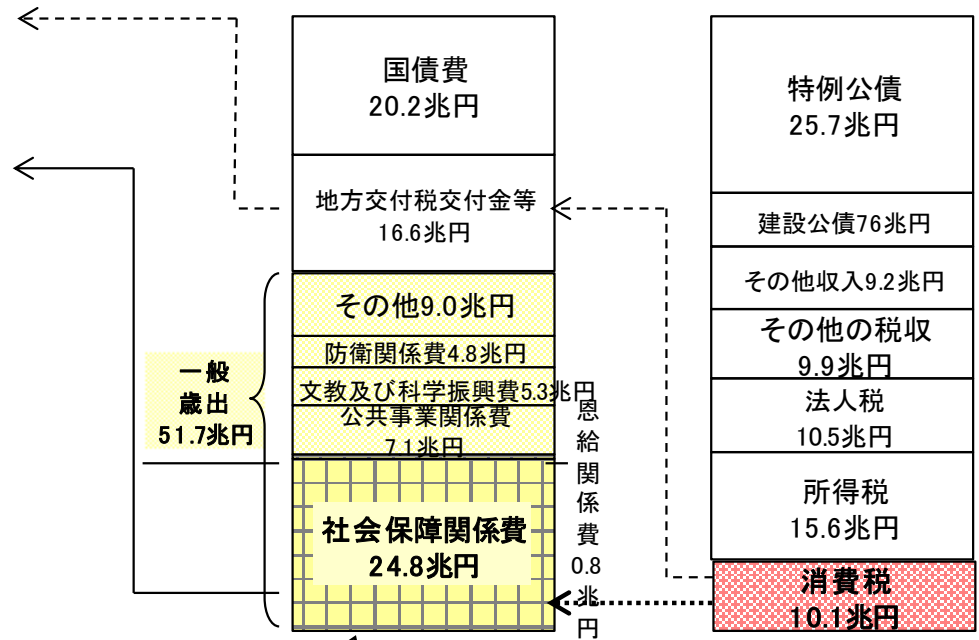 国債費
20.2兆円
地方交付税交付金等
16.6兆円
その他9.0兆円
防衛関係費4.8兆円
文教及び科学振興費5.3兆円
公共事業関係費
7.1兆円
社会保障関係費
24.8兆円
一般
歳出
51.7兆円
恩給関係費0.8兆円
特例公債
25.7兆円
建設公債76兆円
その他収入9.2兆円
その他の税収
9.9兆円
法人税
10.5兆円
所得税
15.6兆円
消費税
10.1兆円